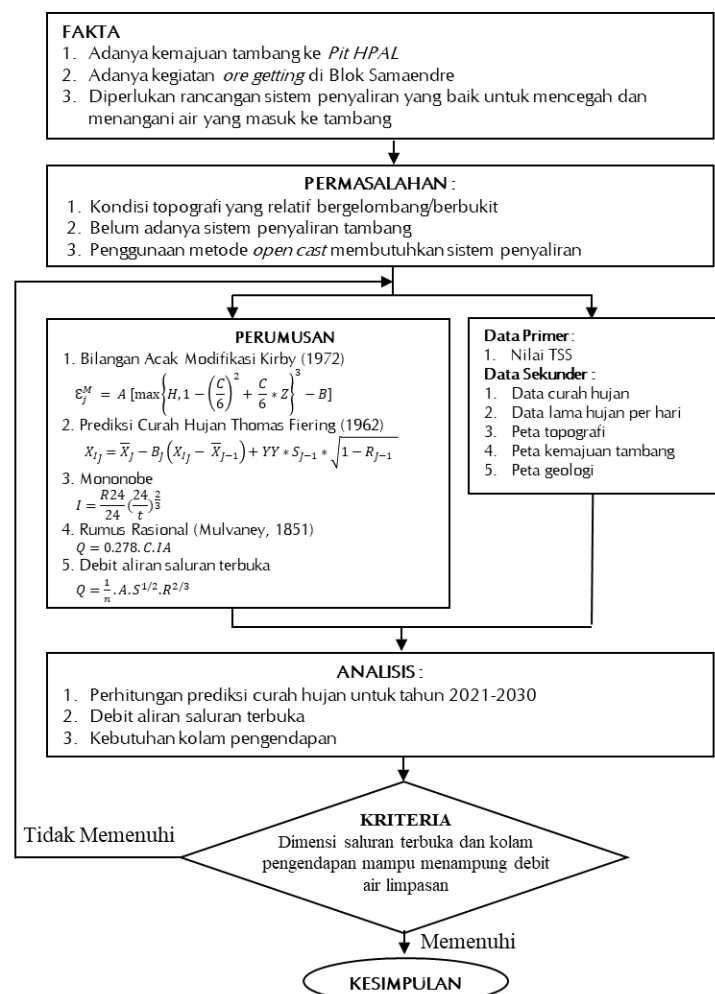 FAKTA
1. Adanya kemajuan tambang ke Pit HPAL
2. Adanya kegiatan ore getting di Blok Samaendre
3. Diperlukan rancangan sistem penyaliran yang baik untuk mencegah dan
menangani air yang masuk ke tambang
PERMASALAHAN :
1. Kondisi topografi yang relatif bergelombang/berbukit
2. Belum adanya sistem penyaliran tambang
3. Penggunaan metode open cast membutuhkan sistem penyaliran
PERUMUSAN
1. Bilangan Acak Modifikasi Kirby (1972)
Ɛ_j^M = A [max{H, 1 − (C/6)^2 + C/6 * Z}^3 − B]
2. Prediksi Curah Hujan Thomas Fiering (1962)
X_{IJ} = X̅_J − B_J (X_{IJ} − X̅_{J−1}) + YY * S_{J−1} * √(1 − R_{J−1})
3. Mononobe
I = R24/24 (24/t)^{2/3}
4. Rumus Rasional (Mulvaney, 1851)
Q = 0.278. C. IA
5. Debit aliran saluran terbuka
Q = 1/n . A. S^{1/2}. R^{2/3}
Data Primer :
1. Nilai TSS
Data Sekunder :
1. Data curah hujan
2. Data lama hujan per hari
3. Peta topografi
4. Peta kemajuan tambang
5. Peta geologi
ANALISIS :
1. Perhitungan prediksi curah hujan untuk tahun 2021-2030
2. Debit aliran saluran terbuka
3. Kebutuhan kolam pengendapan
KRITERIA
Dimensi saluran terbuka dan kolam
pengendapan mampu menampung debit
air limpasan
Tidak Memenuhi
Memenuhi
KESIMPULAN